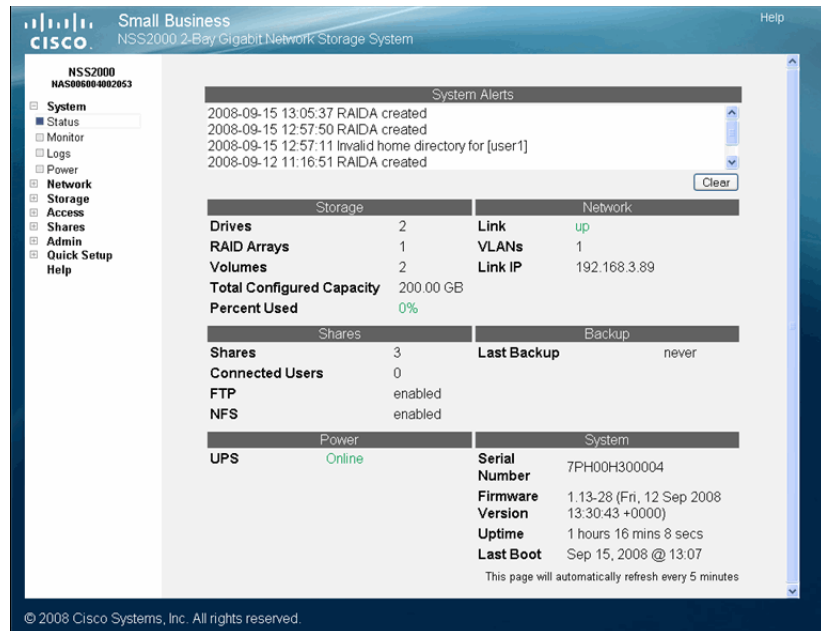 Small Business
CISCO. NSS2000 2-Bay Gigabit Network Storage System
Help
NSS2000
NAS006004002053
System
Status
Monitor
Logs
Power
Network
Storage
Access
Shares
Admin
Quick Setup
Help
System Alerts
2008-09-15 13:05:37 RAIDA created
2008-09-15 12:57:50 RAIDA created
2008-09-15 12:57:11 Invalid home directory for [user1]
2008-09-12 11:16:51 RAIDA created
Clear
Storage
Drives 2
RAID Arrays 1
Volumes 2
Total Configured Capacity 200.00 GB
Percent Used 0%
Network
Link up
VLANs 1
Link IP 192.168.3.89
Shares
Shares 3
Connected Users 0
FTP enabled
NFS enabled
Backup
Last Backup never
Power
UPS Online
System
Serial Number 7PH00H300004
Firmware Version 1.13-28 (Fri, 12 Sep 2008 13:30:43 +0000)
Uptime 1 hours 16 mins 8 secs
Last Boot Sep 15, 2008 @ 13:07
This page will automatically refresh every 5 minutes
© 2008 Cisco Systems, Inc. All rights reserved.